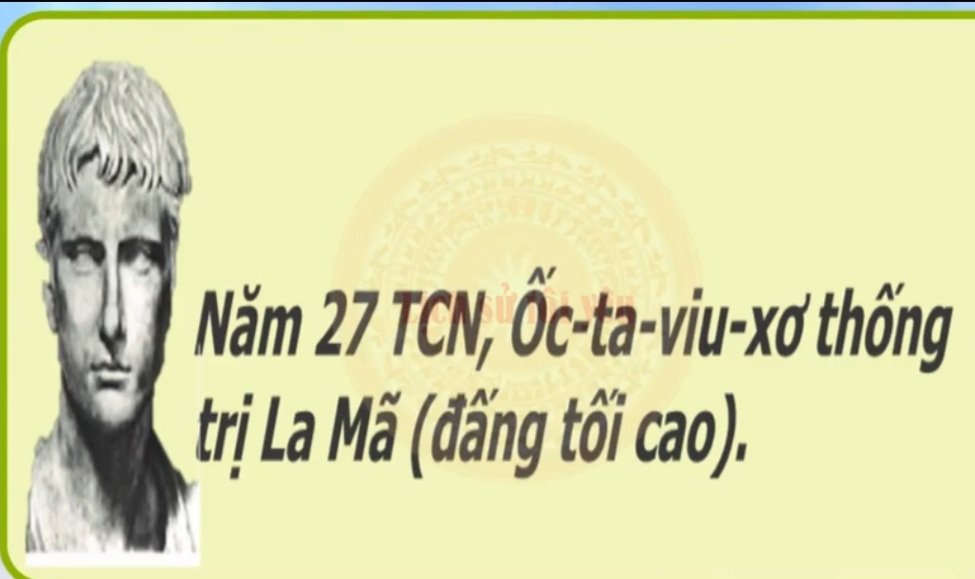 Năm 27 TCN, Ốc-ta-viu-xơ thống
trị La Mã (đấng tối cao).